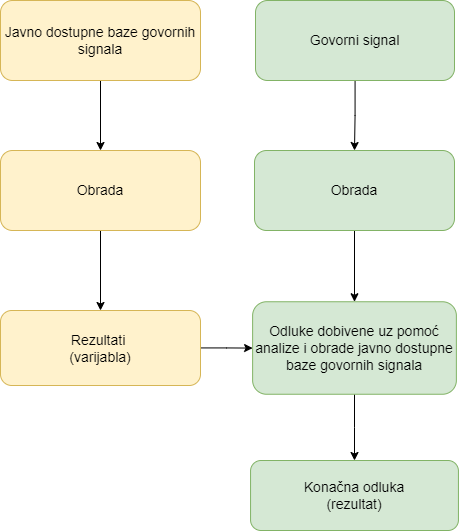 Javno dostupne baze govornih
signala
Govorni signal
Obrada
Obrada
Rezultati
(varijabla)
Odluke dobivene uz pomoć
analize i obrade javno dostupne
baze govornih signala
Konačna odluka
(rezultat)